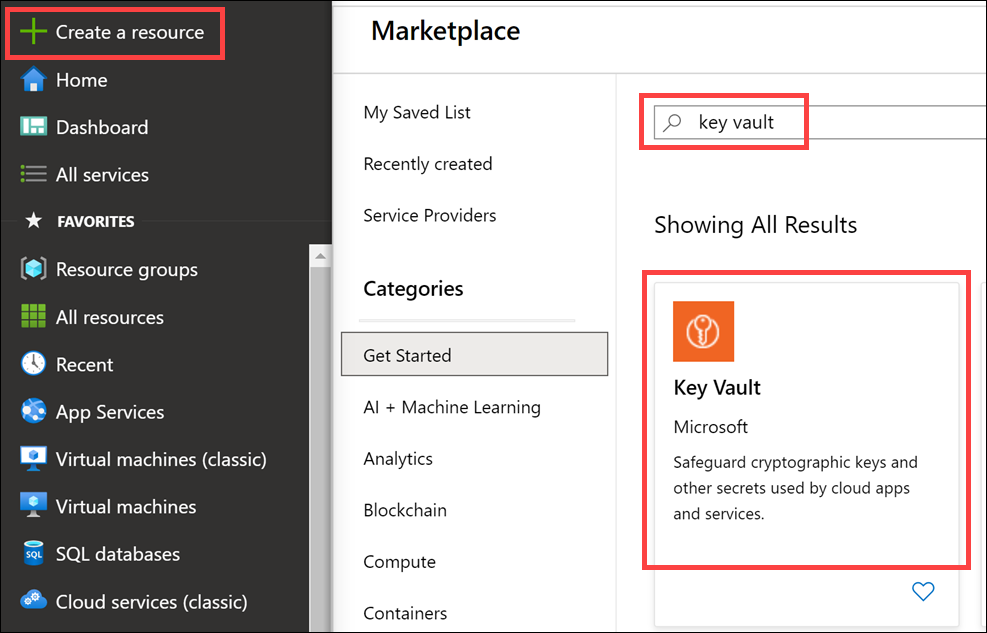 Create a resource
Home
Dashboard
All services
FAVORITES
Resource groups
All resources
Recent
App Services
Virtual machines (classic)
Virtual machines
SQL
SQL databases
Cloud services (classic)
Marketplace
My Saved List
Recently created
Service Providers
Categories
Get Started
AI + Machine Learning
Analytics
Blockchain
Compute
Containers
key vault
Showing All Results
Key Vault
Microsoft
Safeguard cryptographic keys and
other secrets used by cloud apps
and services.